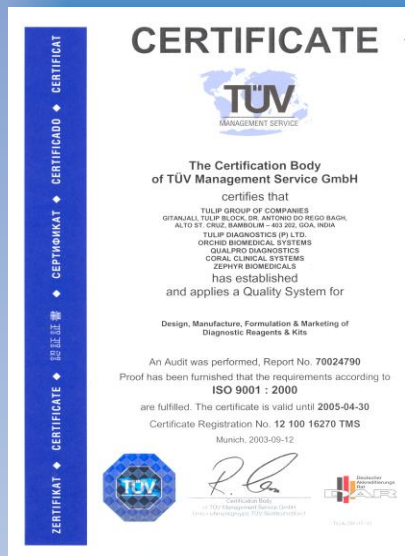 CERTIFICATE
TÜV
MANAGEMENT SERVICE
The Certification Body
of TÜV Management Service GmbH
certifies that
TULIP GROUP OF COMPANIES
GITANJALI, TULIP BLOCK, DR. ANTONIO DO REGO BAGH,
ALTO ST. CRUZ, BAMBOLIM – 403 202, GOA, INDIA
TULIP DIAGNOSTICS (P) LTD.
ORCHID BIOMEDICAL SYSTEMS
QUALPRO DIAGNOSTICS
CORAL CLINICAL SYSTEMS
ZEPHYR BIOMEDICALS
has established
and applies a Quality System for
Design, Manufacture, Formulation & Marketing of
Diagnostic Reagents & Kits
An Audit was performed, Report No. 70024790
Proof has been furnished that the requirements according to
ISO 9001 : 2000
are fulfilled. The certificate is valid until 2005-04-30
Certificate Registration No. 12 100 16270 TMS
Munich, 2003-09-12
TÜV
Certification Body
of TÜV Management Service GmbH
Deutscher
Akkreditierungs
Rat
DAR
ZERTIFIKAT ◆ CERTIFICATE ◆ 認証証書 ◆ СЕРТИФИКАТ ◆ CERTIFICADO ◆ CERTIFICAT